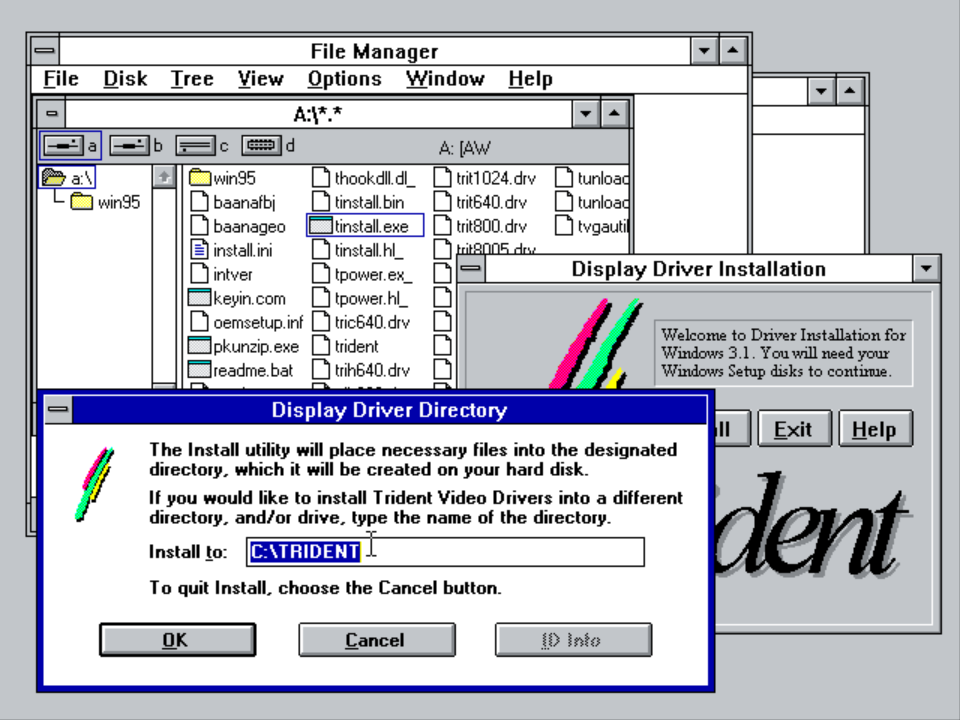 File Manager
File Disk Tree View Options Window Help
A:\*.*
a b c d A: [AW
a:\
win95
win95
baanafbj
baanageo
install.ini
intver
keyin.com
oemsetup.inf
pkunzip.exe
readme.bat
thookdll.dl_
tinstall.bin
tinstall.exe
tinstall.hl_
tpower.ex_
tpower.hl_
tric640.drv
trident
trih640.drv
trit1024.drv
trit640.drv
trit800.drv
trit8005.drv
tunload
tunload
tvgautil
Display Driver Installation
Welcome to Driver Installation for
Windows 3.1. You will need your
Windows Setup disks to continue.
ll Exit Help
dent
Display Driver Directory
The Install utility will place necessary files into the designated
directory, which it will be created on your hard disk.
If you would like to install Trident Video Drivers into a different
directory, and/or drive, type the name of the directory.
Install to: C:\TRIDENT
To quit Install, choose the Cancel button.
OK Cancel ID Info